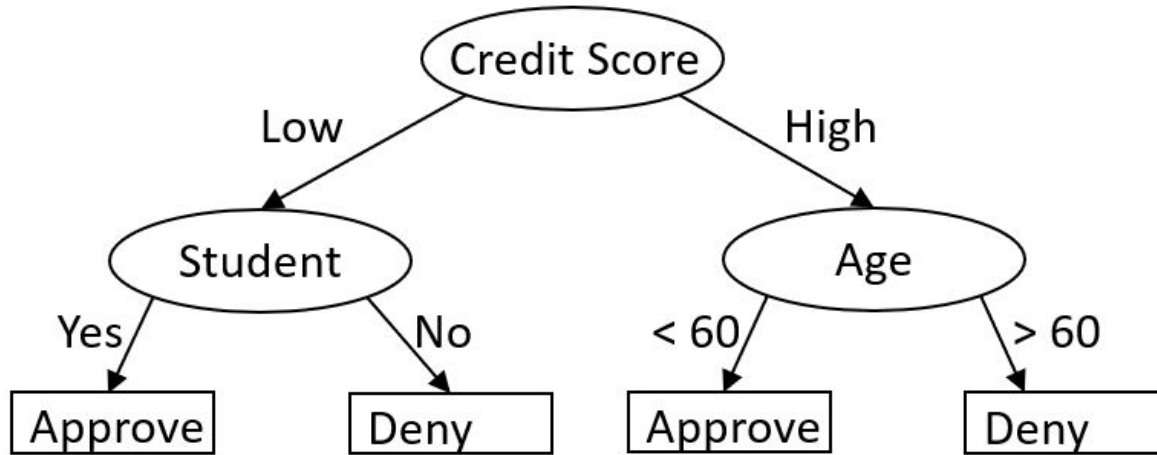 Credit Score
Low
High
Student
Age
Yes
No
< 60
> 60
Approve
Deny
Approve
Deny